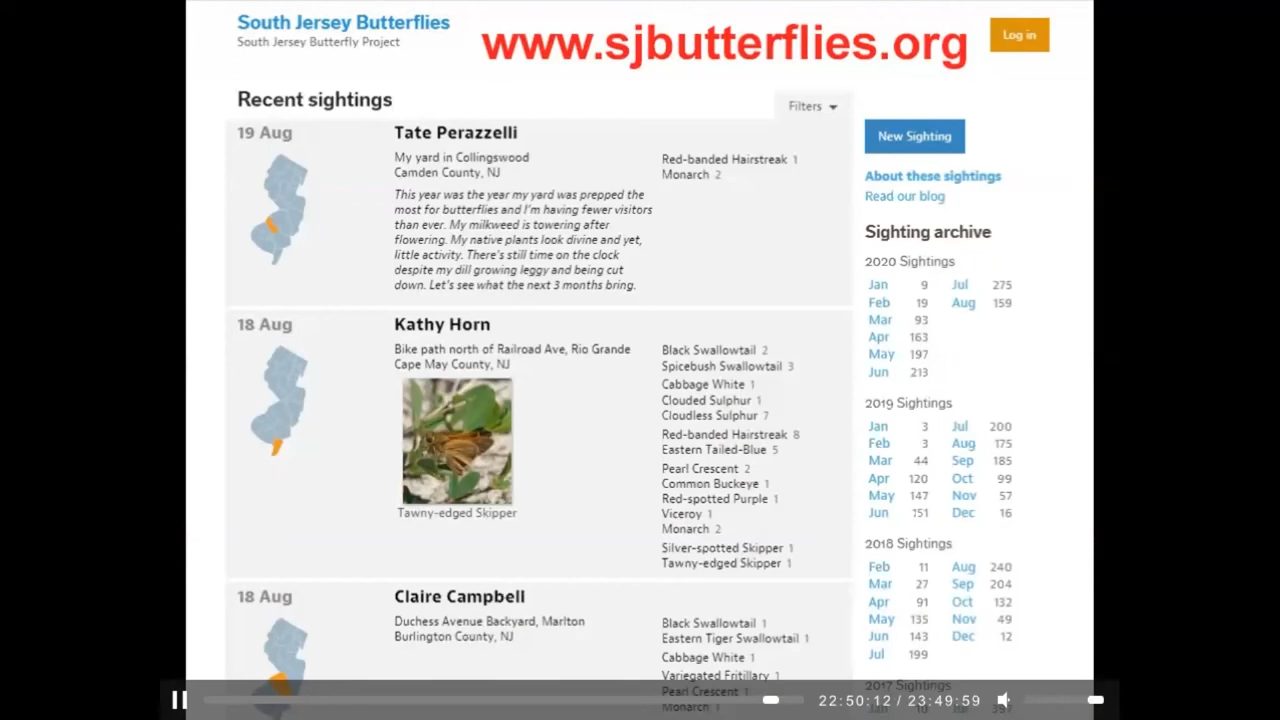 South Jersey Butterflies
South Jersey Butterfly Project
www.sjbutterflies.org
Log in
Recent sightings
Filters
19 Aug
Tate Perazzelli
My yard in Collingswood
Camden County, NJ
This year was the year my yard was prepped the
most for butterflies and I'm having fewer visitors
than ever. My milkweed is towering after
flowering. My native plants look divine and yet,
little activity. There's still time on the clock
despite my dill growing leggy and being cut
down. Let's see what the next 3 months bring.
Red-banded Hairstreak 1
Monarch 2
18 Aug
Kathy Horn
Bike path north of Railroad Ave, Rio Grande
Cape May County, NJ
Tawny-edged Skipper
Black Swallowtail 2
Spicebush Swallowtail 3
Cabbage White 1
Clouded Sulphur 1
Cloudless Sulphur 7
Red-banded Hairstreak 8
Eastern Tailed-Blue 5
Pearl Crescent 2
Common Buckeye 1
Red-spotted Purple 1
Viceroy 1
Monarch 2
Silver-spotted Skipper 1
Tawny-edged Skipper 1
18 Aug
Claire Campbell
Duchess Avenue Backyard, Marlton
Burlington County, NJ
Black Swallowtail 1
Eastern Tiger Swallowtail 1
Cabbage White 1
Variegated Fritillary 1
Pearl Crescent 1
Monarch 1
New Sighting
About these sightings
Read our blog
Sighting archive
2020 Sightings
Jan 9 Jul 275
Feb 19 Aug 159
Mar 93
Apr 163
May 197
Jun 213
2019 Sightings
Jan 3 Jul 200
Feb 3 Aug 175
Mar 44 Sep 185
Apr 120 Oct 99
May 147 Nov 57
Jun 151 Dec 16
2018 Sightings
Feb 11 Aug 240
Mar 27 Sep 204
Apr 91 Oct 132
May 135 Nov 49
Jun 143 Dec 12
Jul 199
2017 Sightings
22:50:12 / 23:49:59